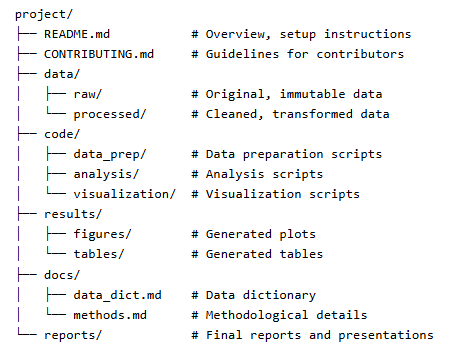 project/
├── README.md           # Overview, setup instructions
├── CONTRIBUTING.md     # Guidelines for contributors
├── data/
│   ├── raw/            # Original, immutable data
│   └── processed/      # Cleaned, transformed data
├── code/
│   ├── data_prep/      # Data preparation scripts
│   ├── analysis/       # Analysis scripts
│   └── visualization/  # Visualization scripts
├── results/
│   ├── figures/        # Generated plots
│   └── tables/         # Generated tables
├── docs/
│   ├── data_dict.md    # Data dictionary
│   └── methods.md      # Methodological details
└── reports/            # Final reports and presentations